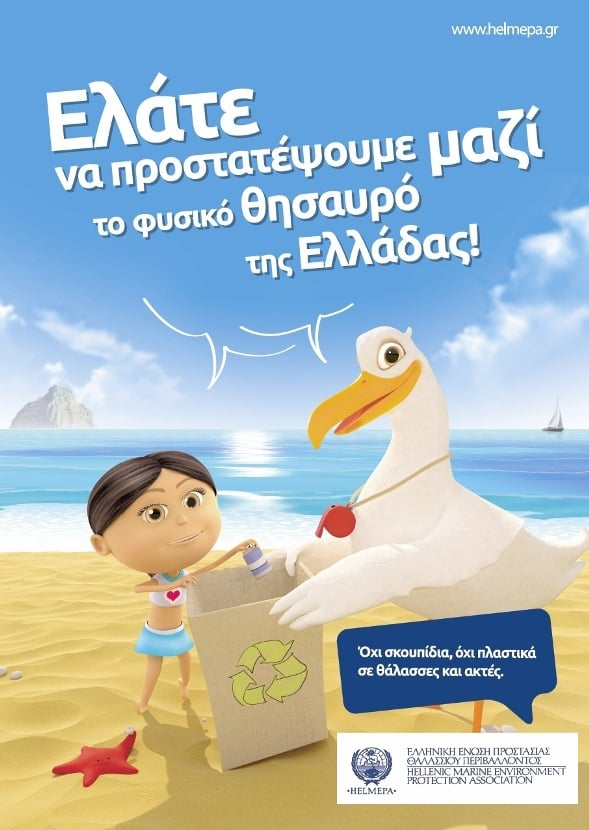 www.helmepa.gr
Ελάτε
να προστατέψουμε μαζί
το φυσικό θησαυρό
της Ελλάδας!
Όχι σκουπίδια, όχι πλαστικά
σε θάλασσες και ακτές.
ΕΛΛΗΝΙΚΗ ΕΝΩΣΗ ΠΡΟΣΤΑΣΙΑΣ
ΘΑΛΑΣΣΙΟΥ ΠΕΡΙΒΑΛΛΟΝΤΟΣ
HELLENIC MARINE ENVIRONMENT
PROTECTION ASSOCIATION
·HELMEPA·